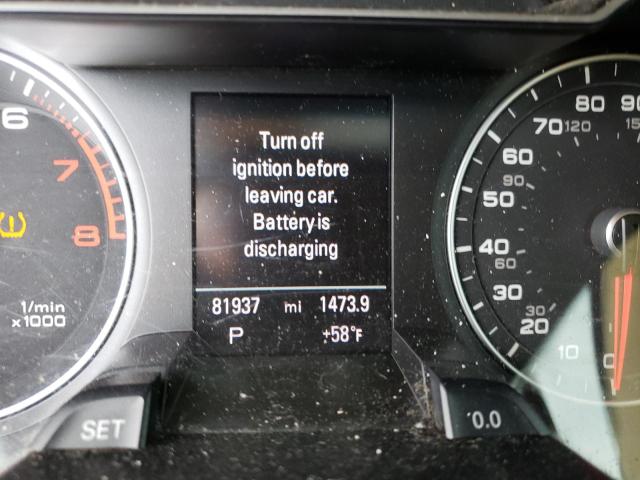 6
7
8
1/min
x1000
SET
Turn off
ignition before
leaving car.
Battery is
discharging
81937 mi 1473.9
P +58°F
90
80
70 120
60
90
50
40
60
30
30
20
10
0
0.0